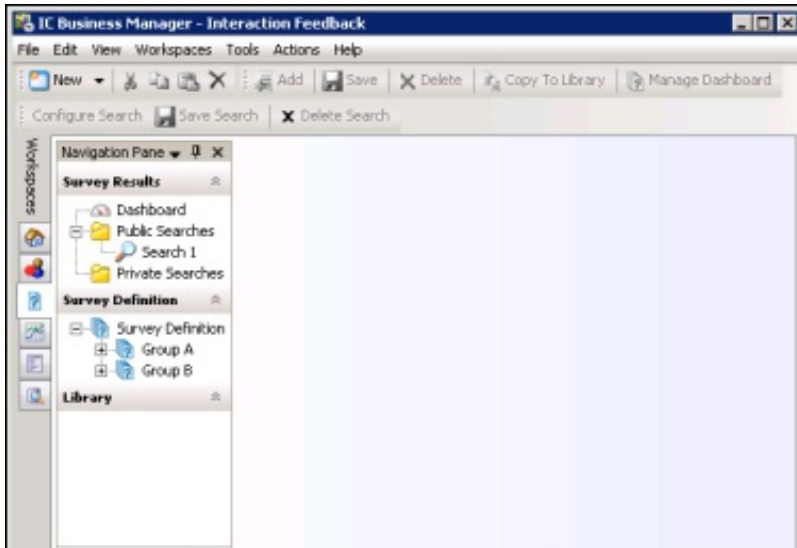 IC Business Manager - Interaction Feedback
File Edit View Workspaces Tools Actions Help
New Add Save Delete Copy To Library Manage Dashboard
Configure Search Save Search Delete Search
Workspaces
Navigation Pane
Survey Results
Dashboard
Public Searches
Search 1
Private Searches
Survey Definition
Survey Definition
Group A
Group B
Library